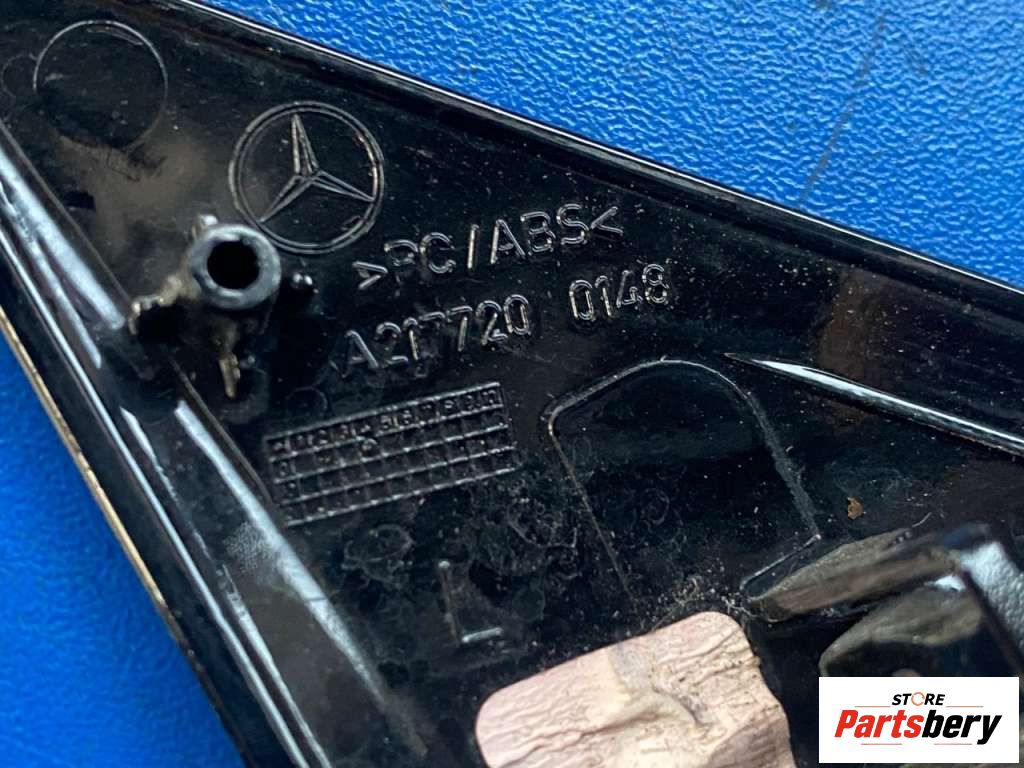 >PC/ABS<
A217720 0148
L
STORE
Partsbery